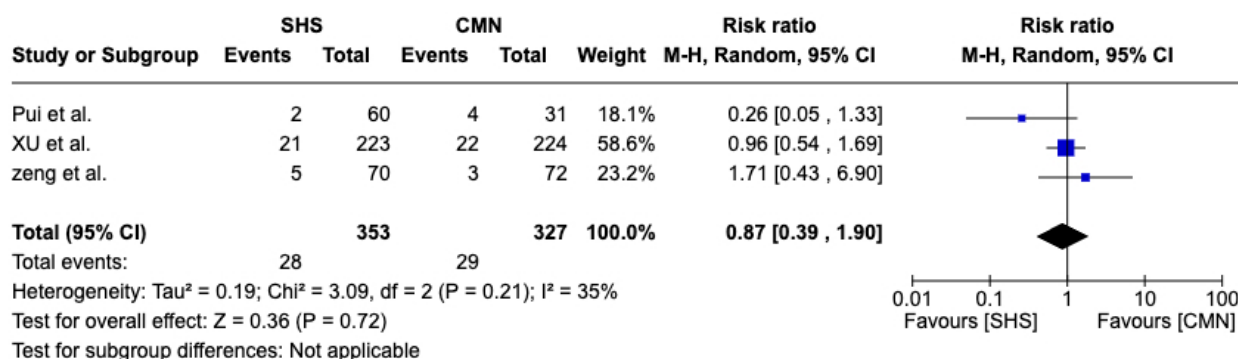 SHS CMN Risk ratio Risk ratio
Study or Subgroup Events Total Events Total Weight M-H, Random, 95% CI M-H, Random, 95% CI
Pui et al. 2 60 4 31 18.1% 0.26 [0.05 , 1.33]
XU et al. 21 223 22 224 58.6% 0.96 [0.54 , 1.69]
zeng et al. 5 70 3 72 23.2% 1.71 [0.43 , 6.90]
Total (95% CI) 353 327 100.0% 0.87 [0.39 , 1.90]
Total events: 28 29
Heterogeneity: Tau² = 0.19; Chi² = 3.09, df = 2 (P = 0.21); I² = 35%
0.01 0.1 1 10 100
Test for overall effect: Z = 0.36 (P = 0.72)
Favours [SHS] Favours [CMN]
Test for subgroup differences: Not applicable